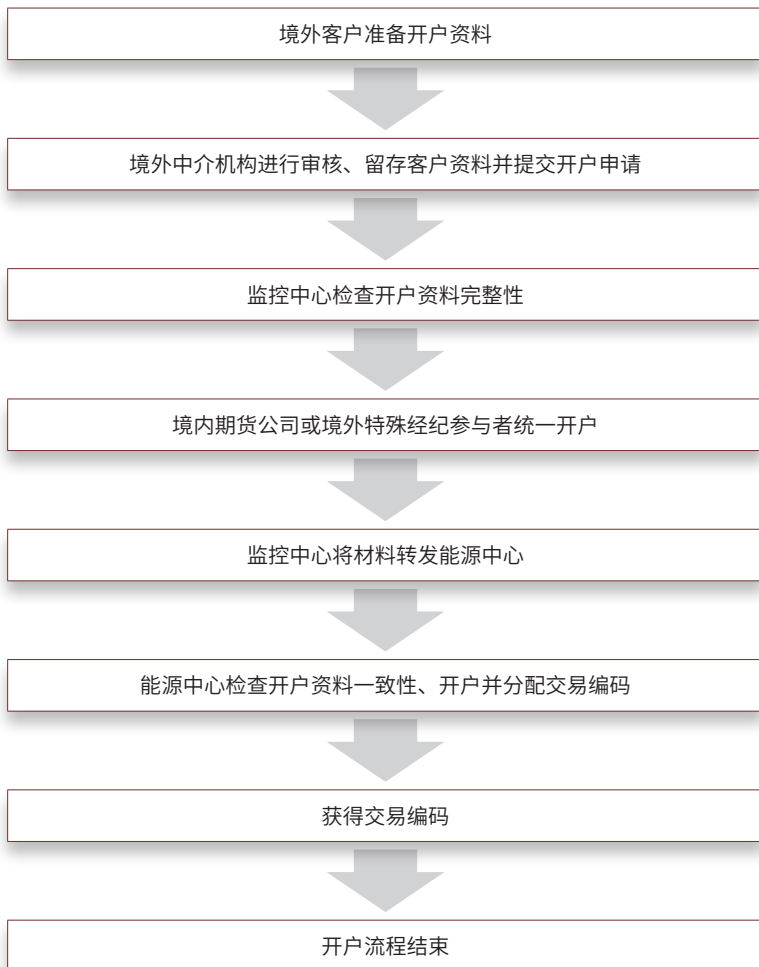 境外客户准备开户资料
境外中介机构进行审核、留存客户资料并提交开户申请
监控中心检查开户资料完整性
境内期货公司或境外特殊经纪参与者统一开户
监控中心将材料转发能源中心
能源中心检查开户资料一致性、开户并分配交易编码
获得交易编码
开户流程结束